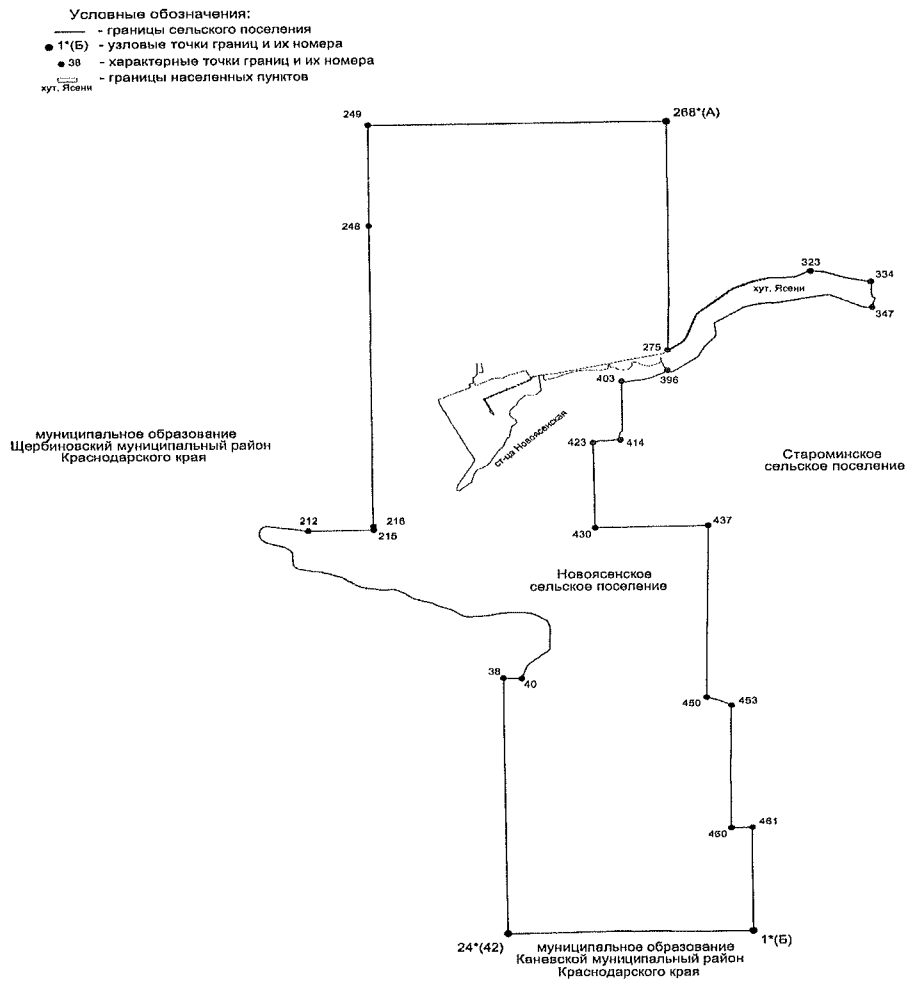 Условные обозначения:
- границы сельского поселения
1*(Б) - узловые точки границ и их номера
38 - характерные точки границ и их номера
хут. Ясени - границы населенных пунктов
249
268*(А)
248
323
334
хут. Ясени
347
275
403
396
ст-ца Новоясенская
муниципальное образование
Щербиновский муниципальный район
Краснодарского края
423
414
Староминское
сельское поселение
212
216
215
430
437
Новоясенское
сельское поселение
38
40
450
453
460
461
24*(42)
1*(Б)
муниципальное образование
Каневской муниципальный район
Краснодарского края